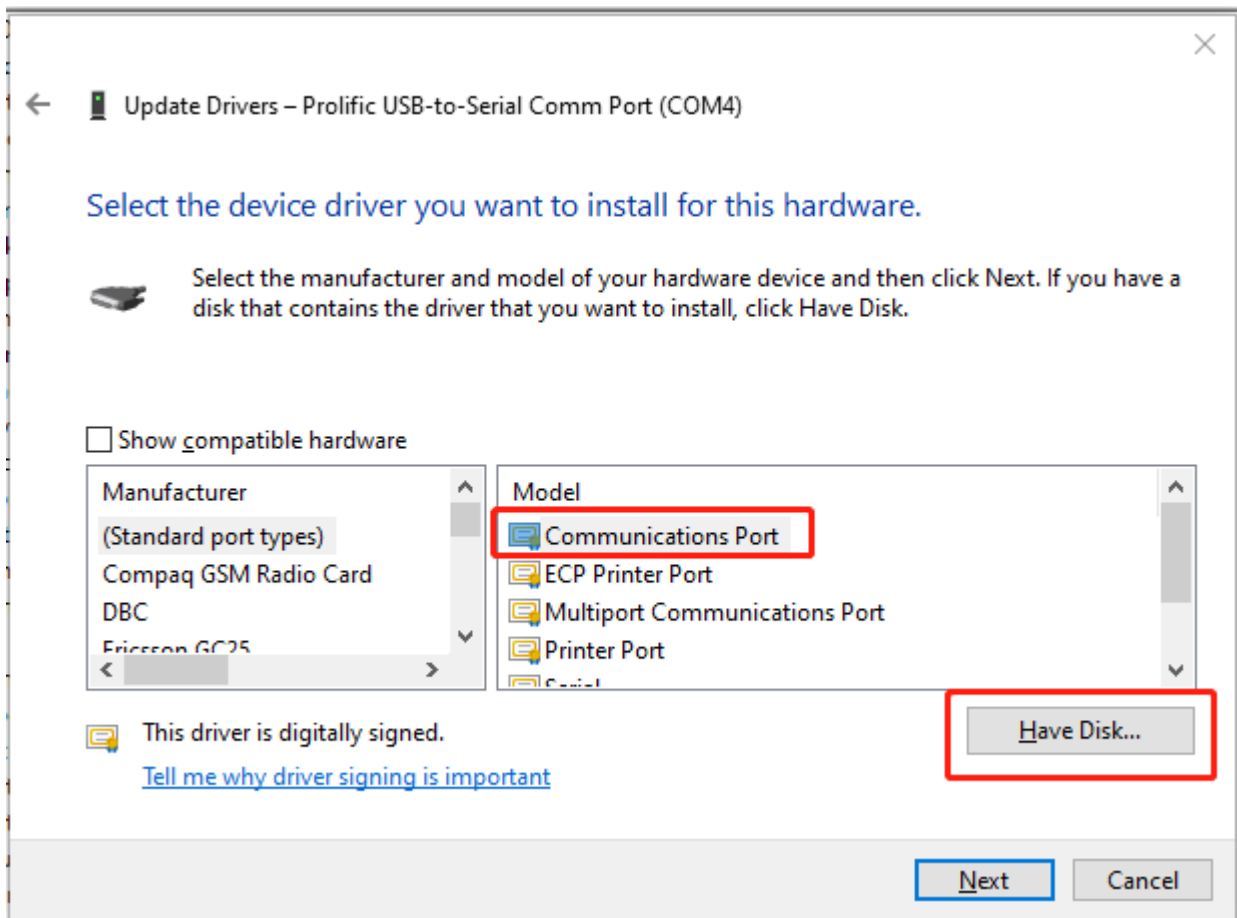 Update Drivers – Prolific USB-to-Serial Comm Port (COM4)
Select the device driver you want to install for this hardware.
Select the manufacturer and model of your hardware device and then click Next. If you have a
disk that contains the driver that you want to install, click Have Disk.
Show compatible hardware
Manufacturer
(Standard port types)
Compaq GSM Radio Card
DBC
Ericsson GC25
Model
Communications Port
ECP Printer Port
Multiport Communications Port
Printer Port
Serial
This driver is digitally signed.
Have Disk...
Tell me why driver signing is important
Next
Cancel